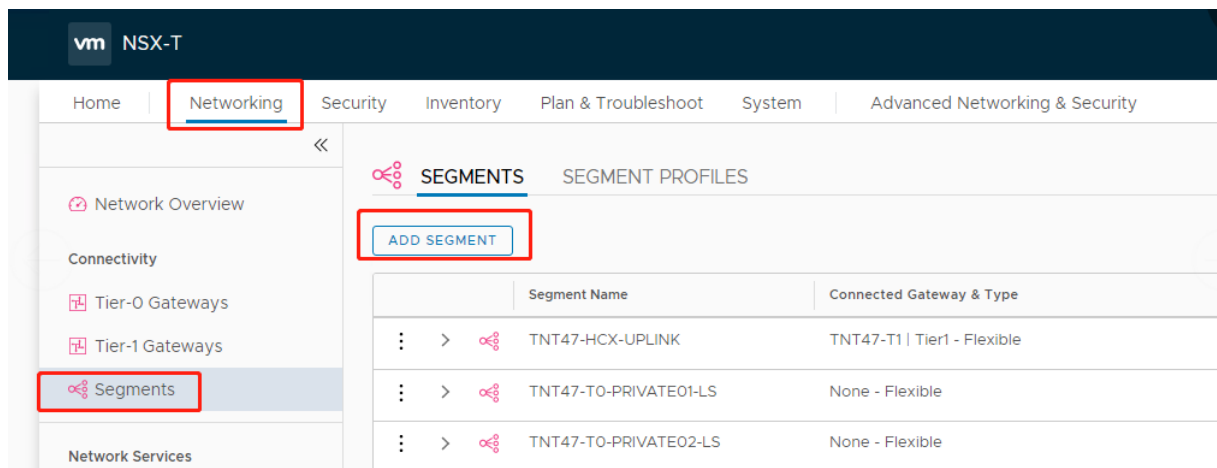 vm NSX-T
Home Networking Security Inventory Plan & Troubleshoot System Advanced Networking & Security
SEGMENTS SEGMENT PROFILES
Network Overview
ADD SEGMENT
Connectivity
Segment Name Connected Gateway & Type
Tier-0 Gateways
TNT47-HCX-UPLINK TNT47-T1 | Tier1 - Flexible
Tier-1 Gateways
Segments
TNT47-T0-PRIVATE01-LS None - Flexible
TNT47-T0-PRIVATE02-LS None - Flexible
Network Services